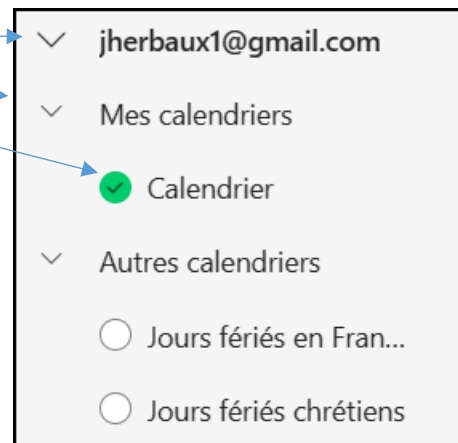 jherbaux1@gmail.com
Mes calendriers
Calendrier
Autres calendriers
Jours fériés en Fran...
Jours fériés chrétiens